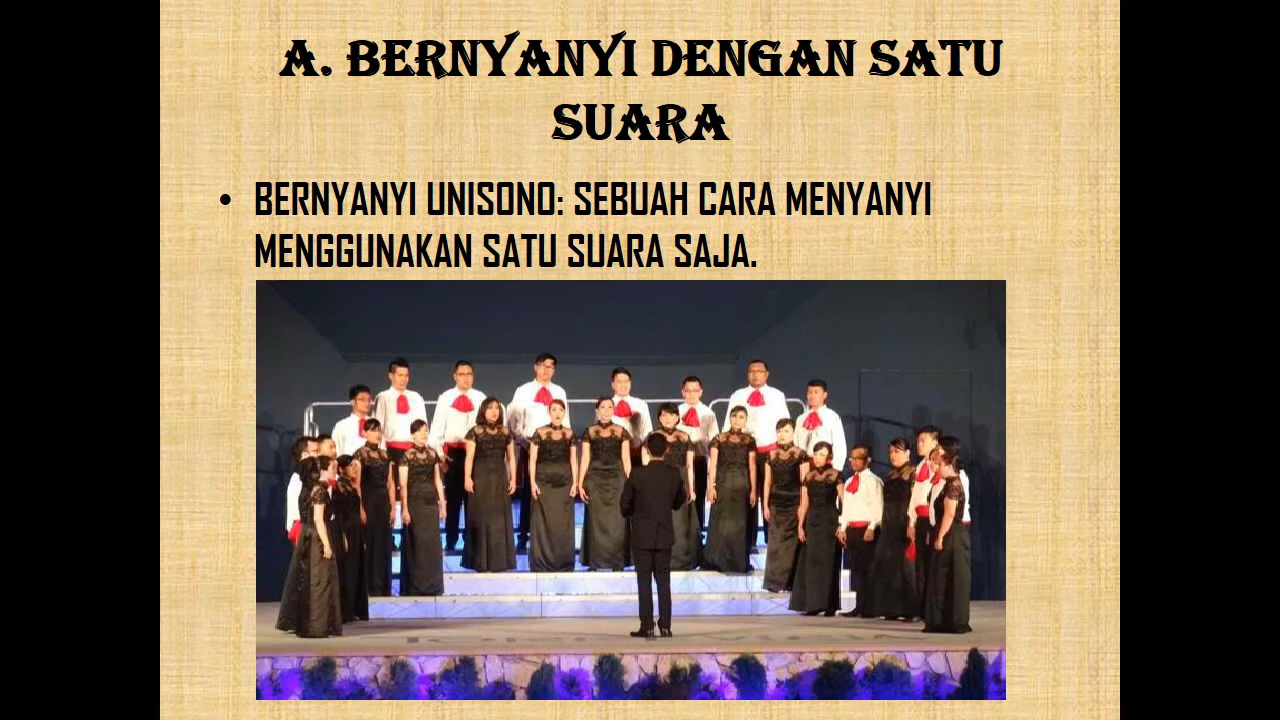 A. BERNYANYI DENGAN SATU
SUARA
• BERNYANYI UNISONO: SEBUAH CARA MENYANYI
MENGGUNAKAN SATU SUARA SAJA.